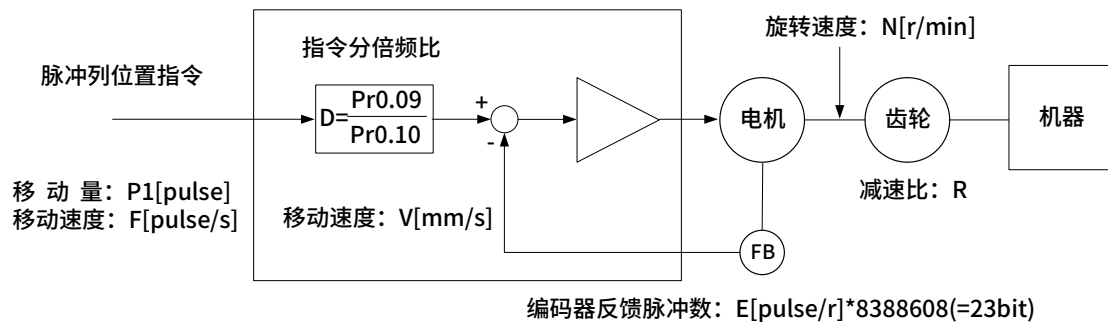 旋转速度：N[r/min]
指令分倍频比
脉冲列位置指令
D=Pr0.09/Pr0.10
+
-
电机
齿轮
机器
减速比：R
移 动 量：P1[pulse]
移动速度：F[pulse/s]
移动速度：V[mm/s]
FB
编码器反馈脉冲数：E[pulse/r]*8388608(=23bit)